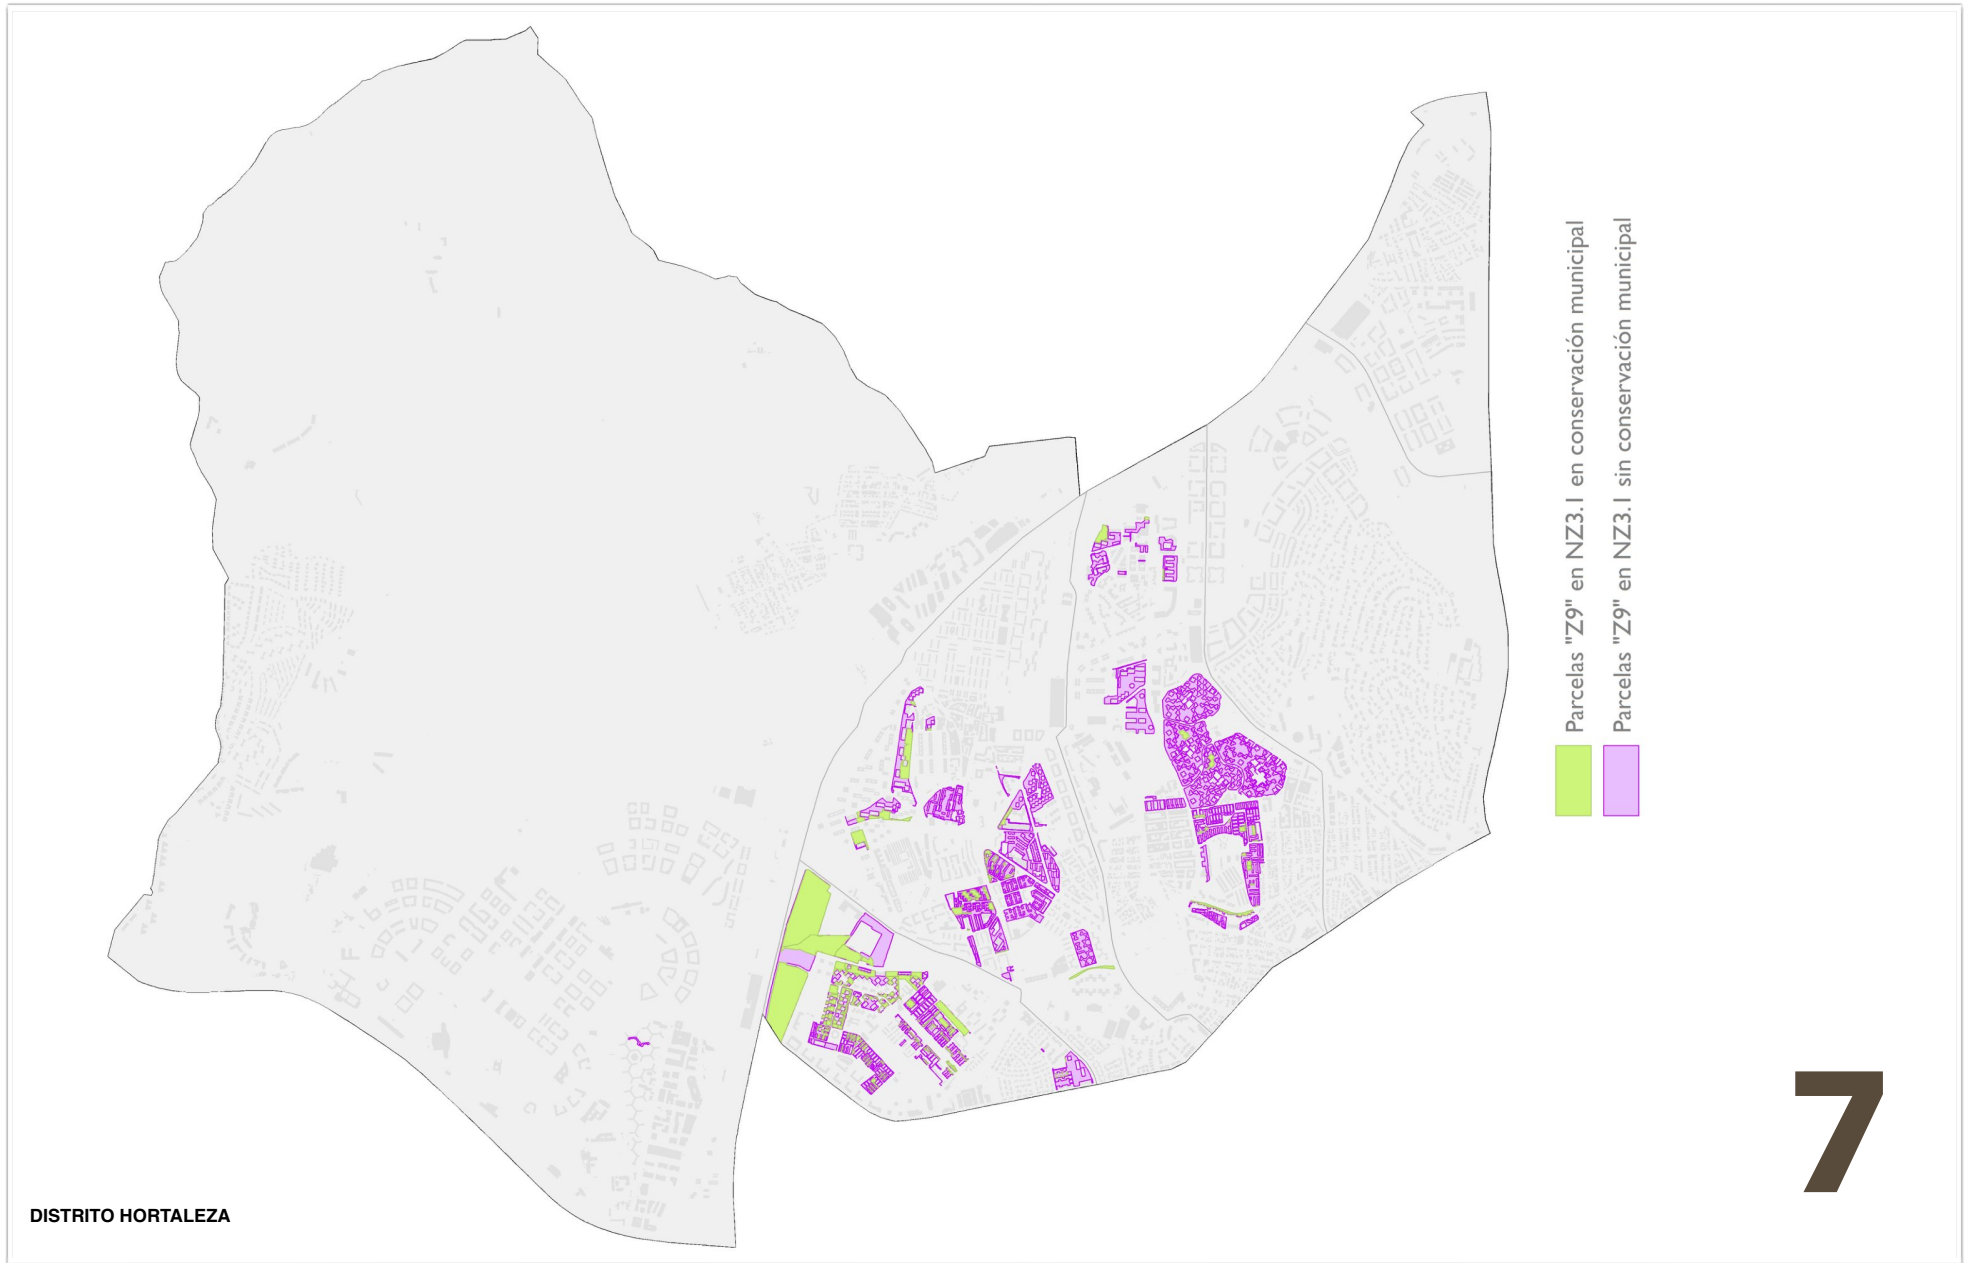 Parcelas "Z9" en NZ3.1 en conservación municipal
Parcelas "Z9" en NZ3.1 sin conservación municipal
7
DISTRITO HORTALEZA